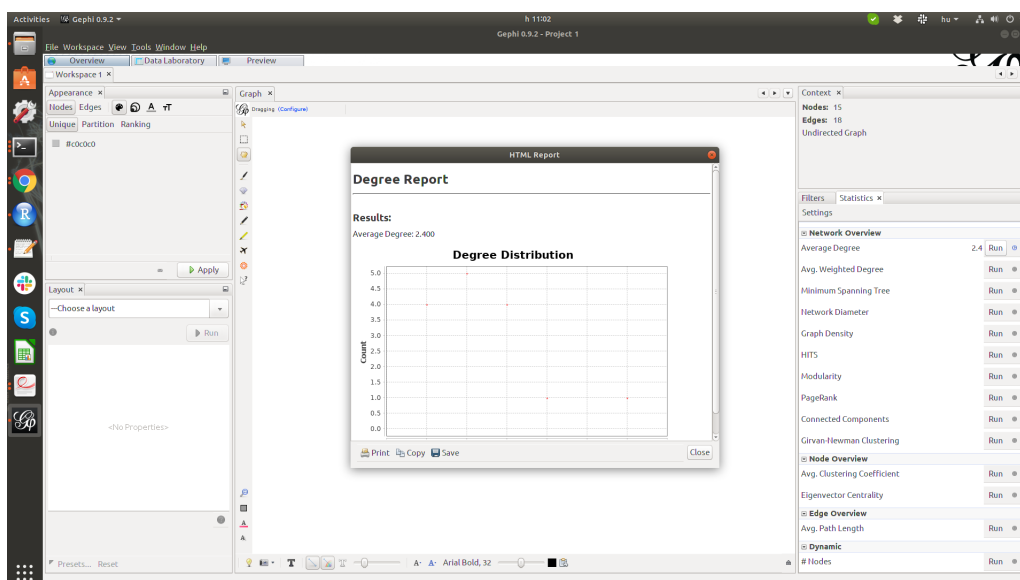 Activities Gephi 0.9.2 h 11:02 hu
Gephi 0.9.2 - Project 1
File Workspace View Tools Window Help
Overview Data Laboratory Preview
Workspace 1
Appearance
Nodes Edges
Unique Partition Ranking
#c0c0c0
Apply
Layout
---Choose a layout
Run
<No Properties>
Presets... Reset
Graph
Dragging (Configure)
HTML Report
Degree Report
Results:
Average Degree: 2.400
Degree Distribution
5.0
4.5
4.0
3.5
3.0
2.5
2.0
1.5
1.0
0.5
0.0
Count
Print Copy Save Close
T T A- A- Arial Bold, 32
Context
Nodes: 15
Edges: 18
Undirected Graph
Filters Statistics
Settings
Network Overview
Average Degree 2.4 Run
Avg. Weighted Degree Run
Minimum Spanning Tree Run
Network Diameter Run
Graph Density Run
HITS Run
Modularity Run
PageRank Run
Connected Components Run
Girvan-Newman Clustering Run
Node Overview
Avg. Clustering Coefficient Run
Eigenvector Centrality Run
Edge Overview
Avg. Path Length Run
Dynamic
# Nodes Run